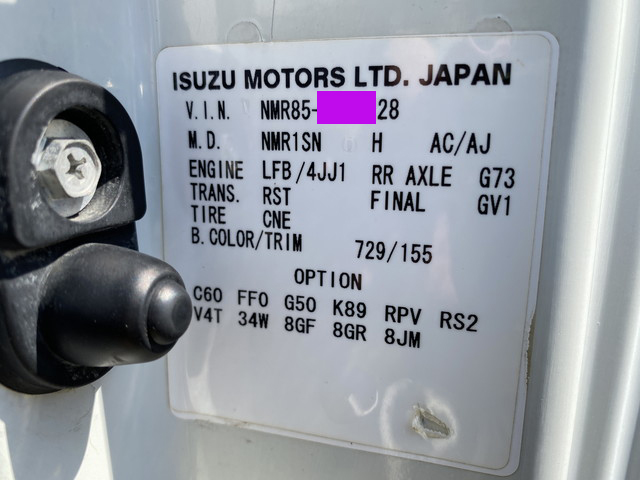 ISUZU MOTORS LTD. JAPAN
V.I.N. NMR85- 28
M.D. NMR1SN H AC/AJ
ENGINE LFB/4JJ1 RR AXLE G73
TRANS. RST FINAL GV1
TIRE CNE
B.COLOR/TRIM 729/155
OPTION
C60 FF0 G50 K89 RPV RS2
V4T 34W 8GF 8GR 8JM